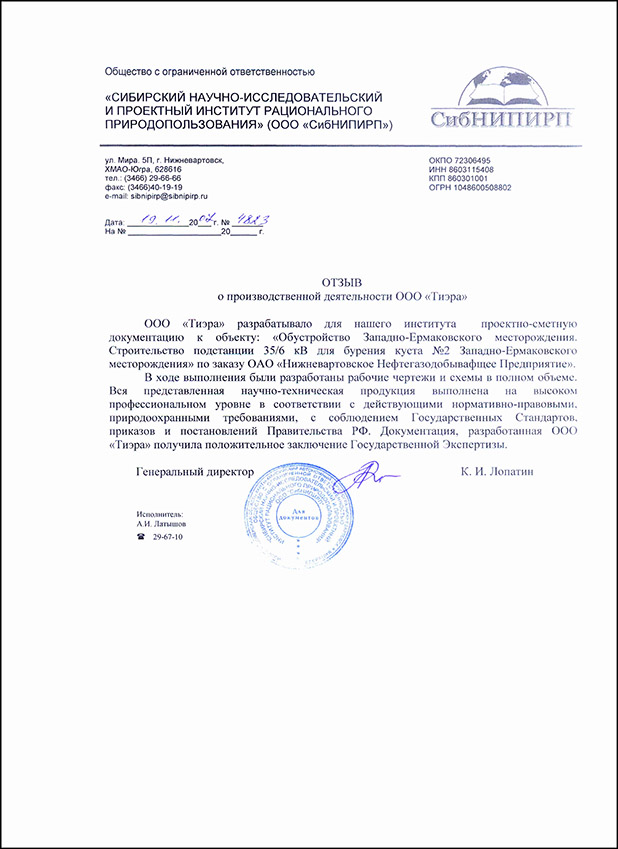 Общество с ограниченной ответственностью
«СИБИРСКИЙ НАУЧНО-ИССЛЕДОВАТЕЛЬСКИЙ
И ПРОЕКТНЫЙ ИНСТИТУТ РАЦИОНАЛЬНОГО
ПРИРОДОПОЛЬЗОВАНИЯ» (ООО «СибНИПИРП»)
СибНИПИРП
ул. Мира. 5П, г. Нижневартовск,
ХМАО-Югра, 628616
тел.: (3466) 29-66-66
факс: (3466)40-19-19
e-mail: sibnipirp@sibnipirp.ru
ОКПО 72306495
ИНН 8603115408
КПП 860301001
ОГРН 1048600508802
Дата: 19. 11. 2007 г. № 4823
На № 20 г.
ОТЗЫВ
о производственной деятельности ООО «Тиэра»
ООО «Тиэра» разрабатывало для нашего института проектно-сметную
документацию к объекту: «Обустройство Западно-Ермаковского месторождения.
Строительство подстанции 35/6 кВ для бурения куста №2 Западно-Ермаковского
месторождения» по заказу ОАО «Нижневартовское Нефтегазодобывафщее Предприятие».
В ходе выполнения были разработаны рабочие чертежи и схемы в полном объеме.
Вся представленная научно-техническая продукция выполнена на высоком
профессиональном уровне в соответствии с действующими нормативно-правовыми,
природоохранными требованиями, с соблюдением Государственных Стандартов,
приказов и постановлений Правительства РФ. Документация, разработанная ООО
«Тиэра» получила положительное заключение Государственной Экспертизы.
Генеральный директор К. И. Лопатин
Для
документов
Исполнитель:
А.И. Латышов
☎ 29-67-10